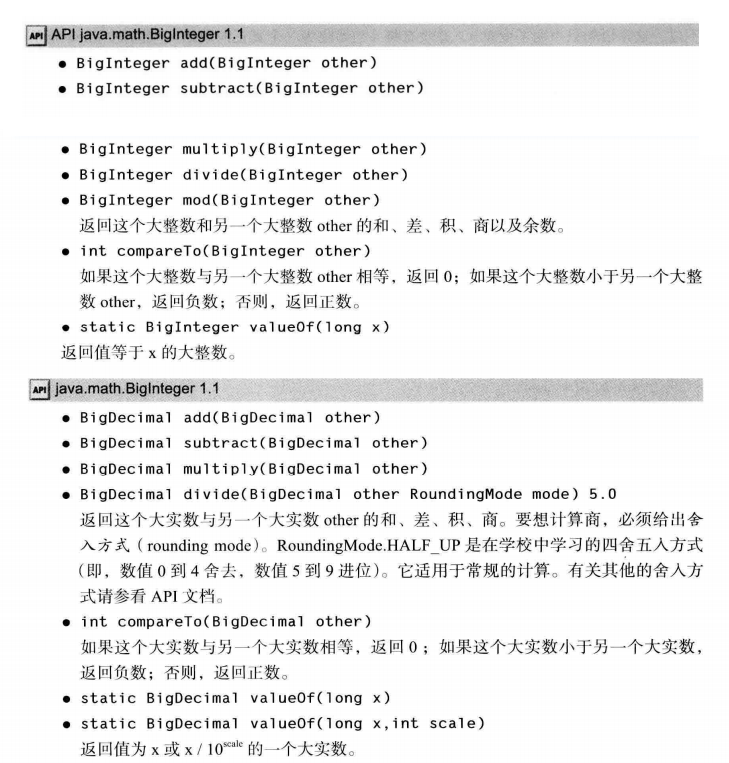 API API java.math.BigInteger 1.1
● BigInteger add(BigInteger other)
● BigInteger subtract(BigInteger other)
● BigInteger multiply(BigInteger other)
● BigInteger divide(BigInteger other)
● BigInteger mod(BigInteger other)
返回这个大整数和另一个大整数 other 的和、差、积、商以及余数。
● int compareTo(BigInteger other)
如果这个大整数与另一个大整数 other 相等，返回 0；如果这个大整数小于另一个大整
数 other，返回负数；否则，返回正数。
● static BigInteger valueOf(long x)
返回值等于 x 的大整数。
API java.math.BigInteger 1.1
● BigDecimal add(BigDecimal other)
● BigDecimal subtract(BigDecimal other)
● BigDecimal multiply(BigDecimal other)
● BigDecimal divide(BigDecimal other RoundingMode mode) 5.0
返回这个大实数与另一个大实数 other 的和、差、积、商。要想计算商，必须给出舍
入方式（rounding mode）。RoundingMode.HALF_UP 是在学校中学习的四舍五入方式
（即，数值 0 到 4 舍去，数值 5 到 9 进位）。它适用于常规的计算。有关其他的舍入方
式请参看 API 文档。
● int compareTo(BigDecimal other)
如果这个大实数与另一个大实数相等，返回 0；如果这个大实数小于另一个大实数，
返回负数；否则，返回正数。
● static BigDecimal valueOf(long x)
● static BigDecimal valueOf(long x,int scale)
返回值为 x 或 x / 10^scale 的一个大实数。